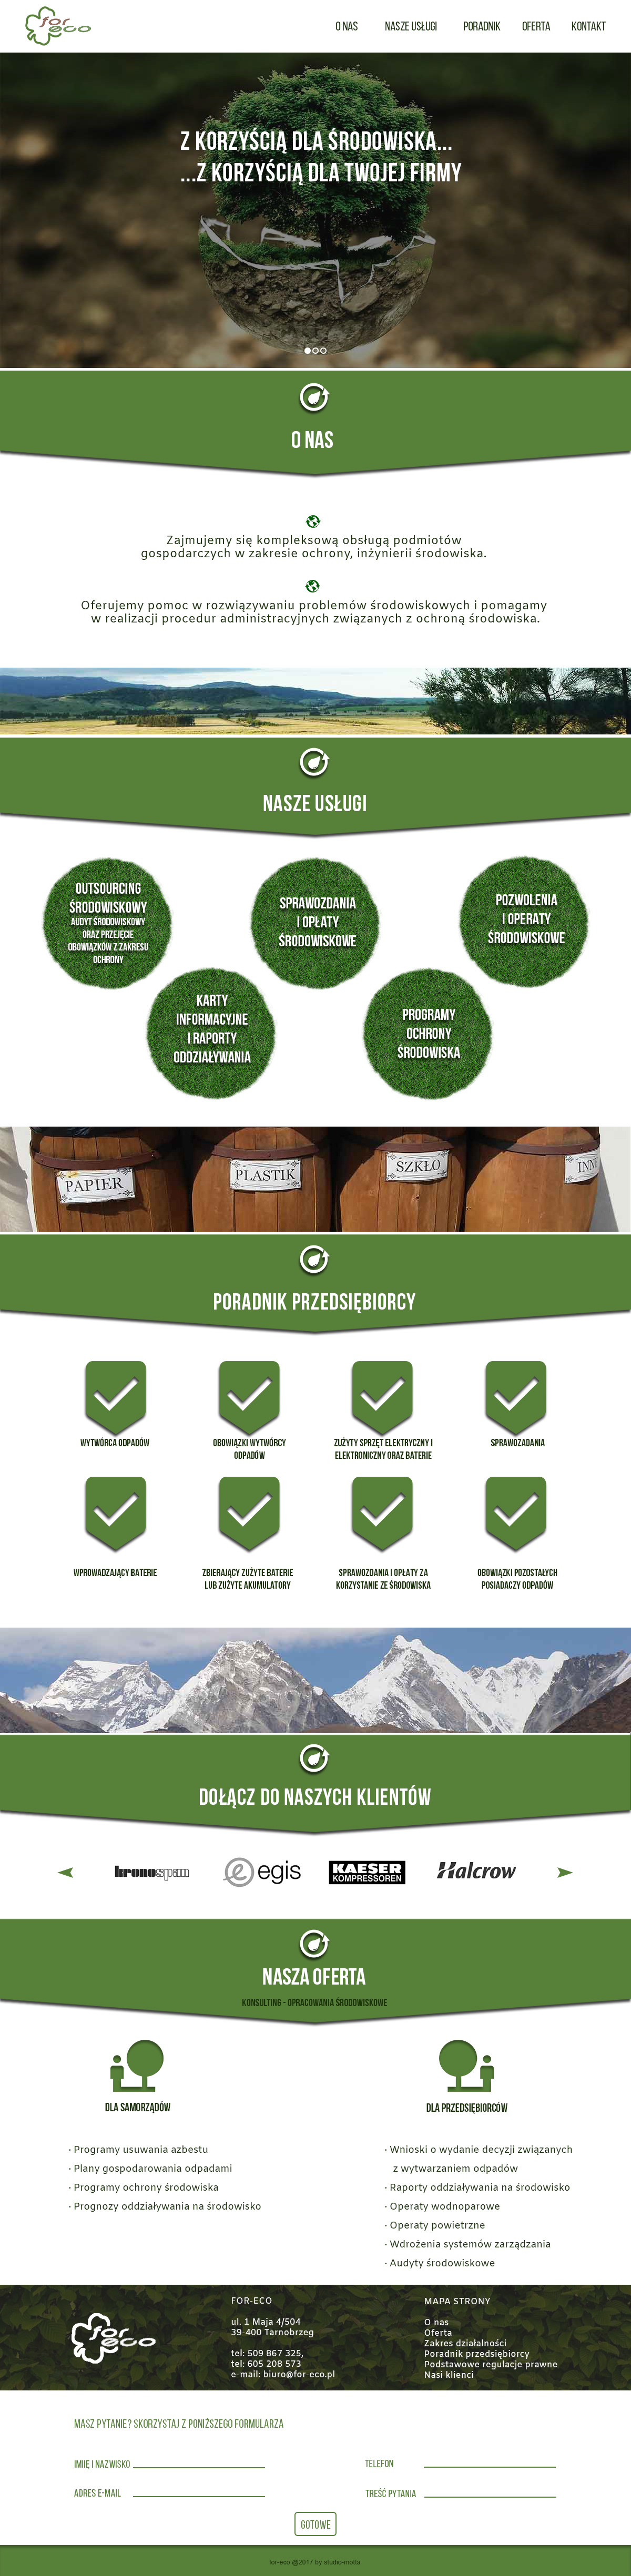 for
eco
O NAS
NASZE USŁUGI
PORADNIK
OFERTA
KONTAKT
Z KORZYŚCIĄ DLA ŚRODOWISKA...
...Z KORZYŚCIĄ DLA TWOJEJ FIRMY
O NAS
Zajmujemy się kompleksową obsługą podmiotów
gospodarczych w zakresie ochrony, inżynierii środowiska.
Oferujemy pomoc w rozwiązywaniu problemów środowiskowych i pomagamy
w realizacji procedur administracyjnych związanych z ochroną środowiska.
NASZE USŁUGI
OUTSOURCING
ŚRODOWISKOWY
AUDYT ŚRODOWISKOWY
ORAZ PRZEJĘCIE
OBOWIĄZKÓW Z ZAKRESU
OCHRONY
SPRAWOZDANIA
I OPŁATY
ŚRODOWISKOWE
POZWOLENIA
I OPERATY
ŚRODOWISKOWE
KARTY
INFORMACYJNE
I RAPORTY
ODDZIAŁYWANIA
PROGRAMY
OCHRONY
ŚRODOWISKA
PAPIER
PLASTIK
SZKŁO
INN
PORADNIK PRZEDSIĘBIORCY
WYTWÓRCA ODPADÓW
OBOWIĄZKI WYTWÓRCY
ODPADÓW
ZUŻYTY SPRZĘT ELEKTRYCZNY I
ELEKTRONICZNY ORAZ BATERIE
SPRAWOZADANIA
WPROWADZAJĄCY BATERIE
ZBIERAJĄCY ZUŻYTE BATERIE
LUB ZUŻYTE AKUMULATORY
SPRAWOZDANIA I OPŁATY ZA
KORZYSTANIE ZE ŚRODOWISKA
OBOWIĄZKI POZOSTAŁYCH
POSIADACZY ODPADÓW
DOŁĄCZ DO NASZYCH KLIENTÓW
kronospan
egis
KAESER
KOMPRESSOREN
Halcrow
NASZA OFERTA
KONSULTING - OPRACOWANIA ŚRODOWISKOWE
DLA SAMORZĄDÓW
· Programy usuwania azbestu
· Plany gospodarowania odpadami
· Programy ochrony środowiska
· Prognozy oddziaływania na środowisko
DLA PRZEDSIĘBIORCÓW
· Wnioski o wydanie decyzji związanych
z wytwarzaniem odpadów
· Raporty oddziaływania na środowisko
· Operaty wodnoparowe
· Operaty powietrzne
· Wdrożenia systemów zarządzania
· Audyty środowiskowe
for
eco
FOR-ECO
ul. 1 Maja 4/504
39-400 Tarnobrzeg
tel: 509 867 325,
tel: 605 208 573
e-mail: biuro@for-eco.pl
MAPA STRONY
O nas
Oferta
Zakres działalności
Poradnik przedsiębiorcy
Podstawowe regulacje prawne
Nasi klienci
MASZ PYTANIE? SKORZYSTAJ Z PONIŻSZEGO FORMULARZA
IMIĘ I NAZWISKO
TELEFON
ADRES E-MAIL
TREŚĆ PYTANIA
GOTOWE
for-eco @2017 by studio-motta